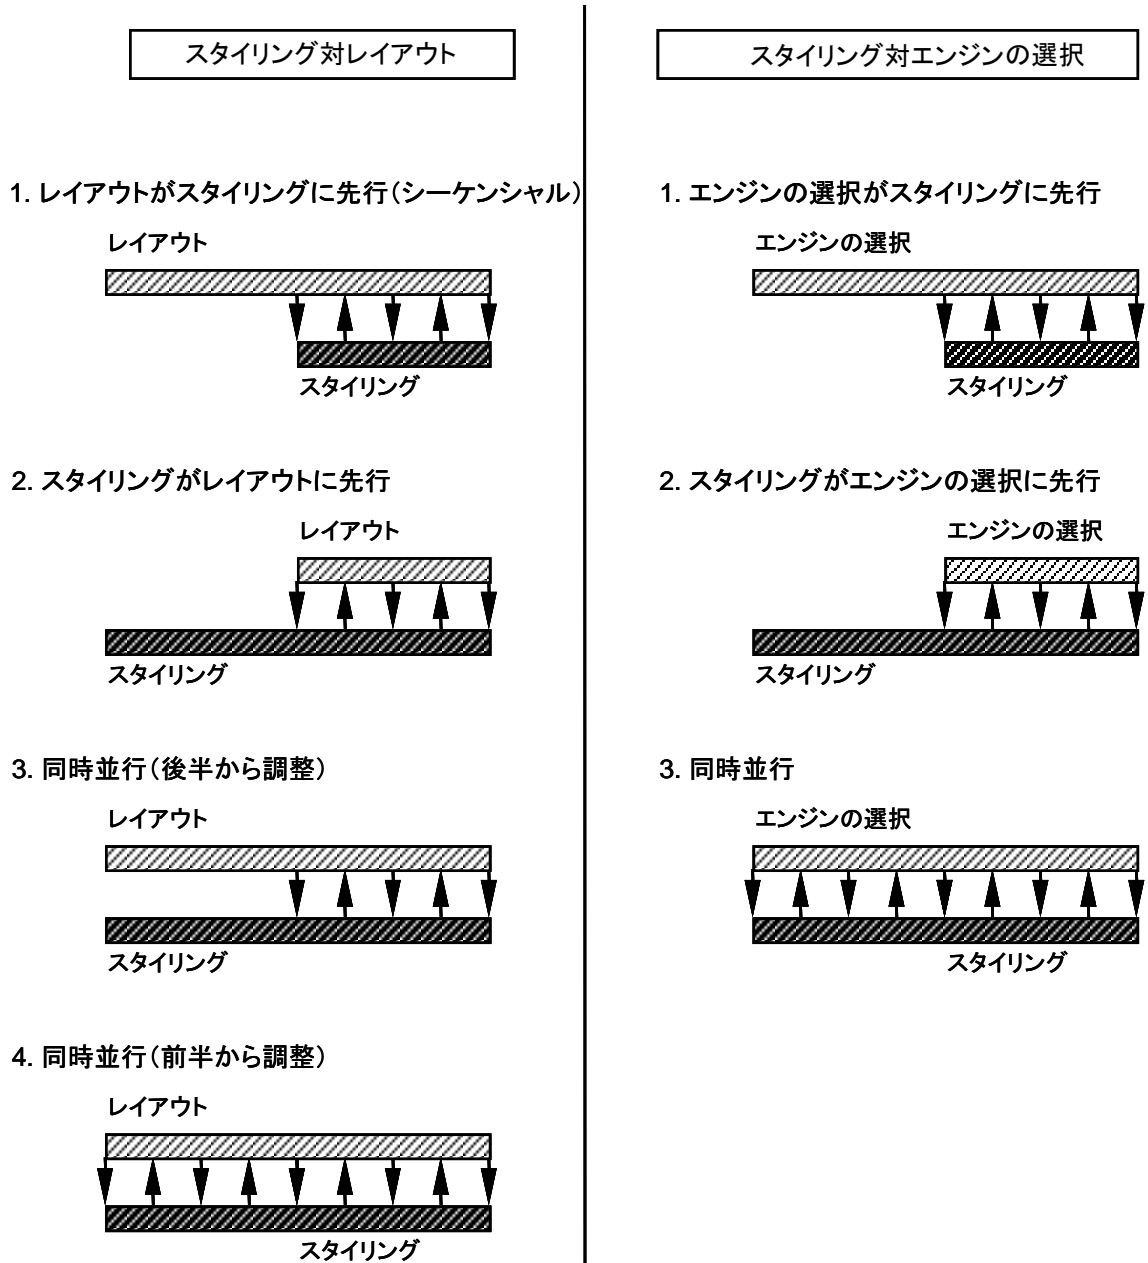 スタイリング対レイアウト
1. レイアウトがスタイリングに先行（シーケンシャル）
レイアウト
スタイリング
2. スタイリングがレイアウトに先行
レイアウト
スタイリング
3. 同時並行（後半から調整）
レイアウト
スタイリング
4. 同時並行（前半から調整）
レイアウト
スタイリング
スタイリング対エンジンの選択
1. エンジンの選択がスタイリングに先行
エンジンの選択
スタイリング
2. スタイリングがエンジンの選択に先行
エンジンの選択
スタイリング
3. 同時並行
エンジンの選択
スタイリング